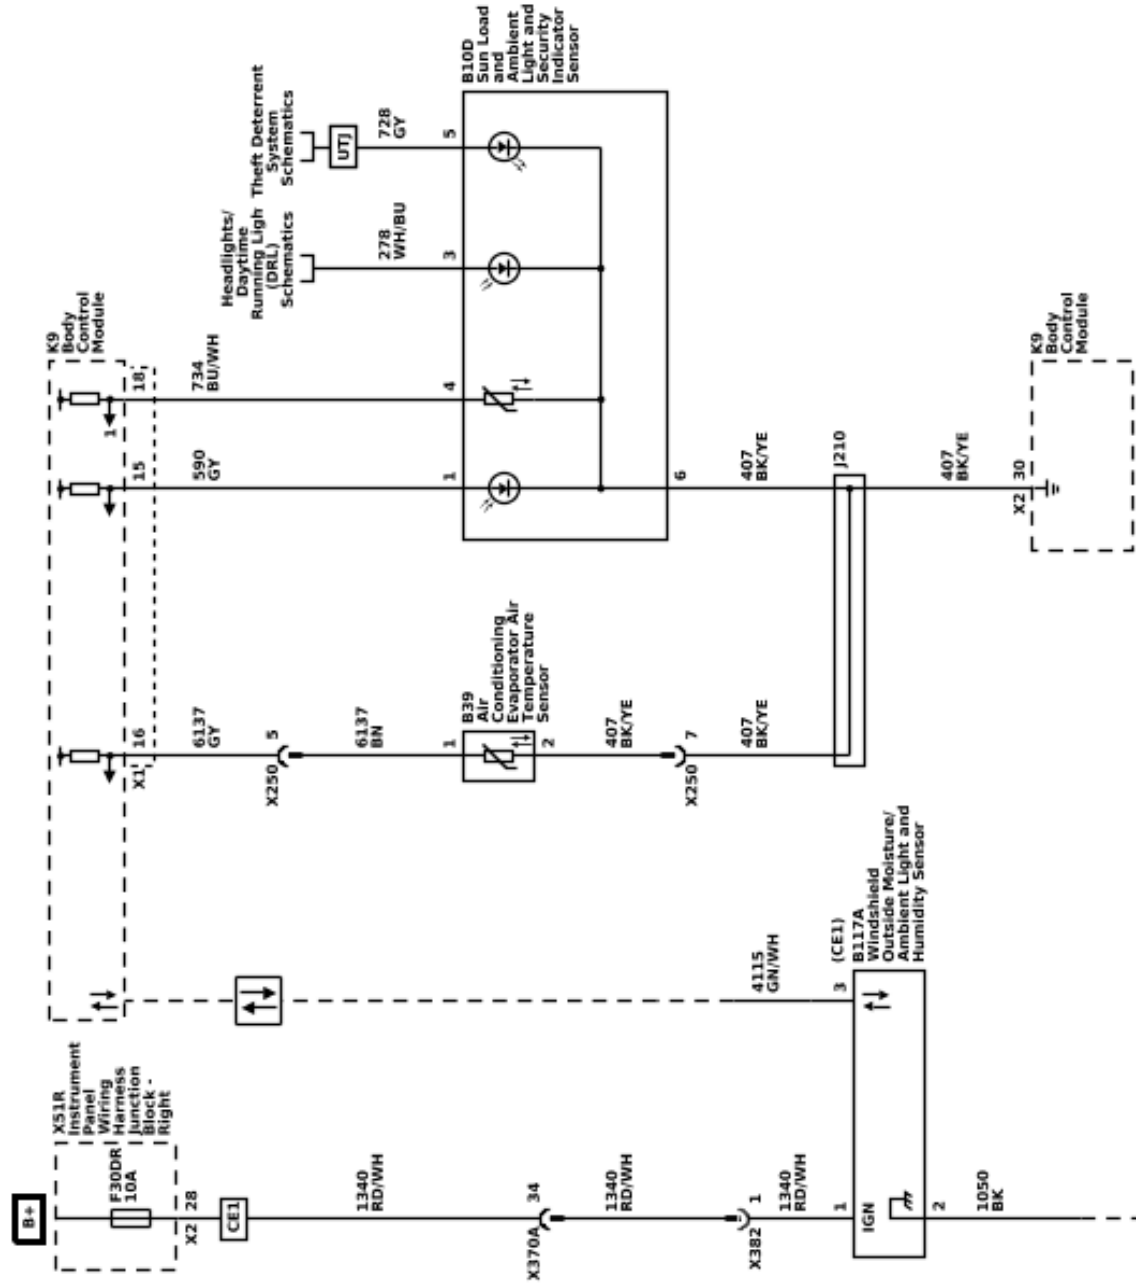 B+
X51R
Instrument
Panel
Wiring
Harness
Junction
Block -
Right
F30DR
10A
X2
28
CE1
1340
RD/WH
X370A
34
1340
RD/WH
X382
1
1340
RD/WH
1
IGN
2
1050
BK
4115
GN/WH
3
(CE1)
B117A
Windshield
Outside Moisture/
Ambient Light and
Humidity Sensor
K9
Body
Control
Module
X1
16
6137
GY
X250
5
6137
BN
1
B39
Air
Conditioning
Evaporator Air
Temperature
Sensor
2
407
BK/YE
X250
7
407
BK/YE
15
590
GY
1
1
18
734
BU/WH
4
Headlights/
Daytime
Running Ligh
(DRL)
Schematics
278
WH/BU
3
Theft Deterrent
System
Schematics
UTJ
728
GY
5
B10D
Sun Load
and
Ambient
Light and
Security
Indicator
Sensor
6
407
BK/YE
J210
407
BK/YE
X2
30
K9
Body
Control
Module